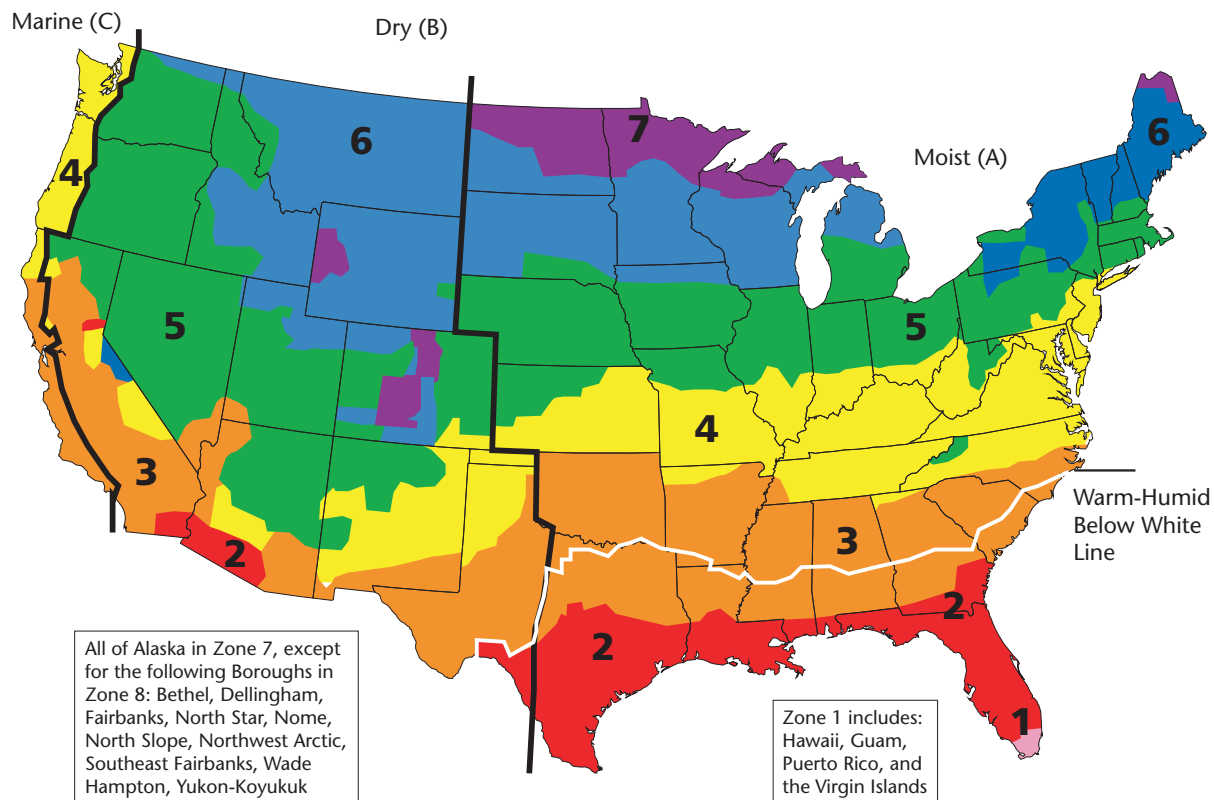 Marine (C)
Dry (B)
Moist (A)
7
6
6
4
5
5
4
3
3
2
2
2
1
Warm-Humid
Below White
Line
All of Alaska in Zone 7, except
for the following Boroughs in
Zone 8: Bethel, Dellingham,
Fairbanks, North Star, Nome,
North Slope, Northwest Arctic,
Southeast Fairbanks, Wade
Hampton, Yukon-Koyukuk
Zone 1 includes:
Hawaii, Guam,
Puerto Rico, and
the Virgin Islands